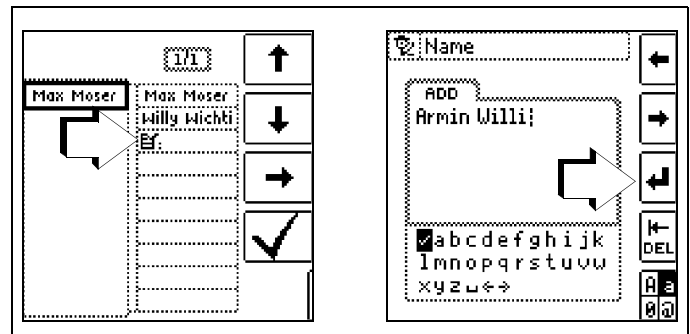 1/1
Max Moser
Max Moser
Willy Wichti
Name
ADD
Armin Willi
abcdefghijk
lmnopqrstuvw
xyz
DEL
A a
0 @